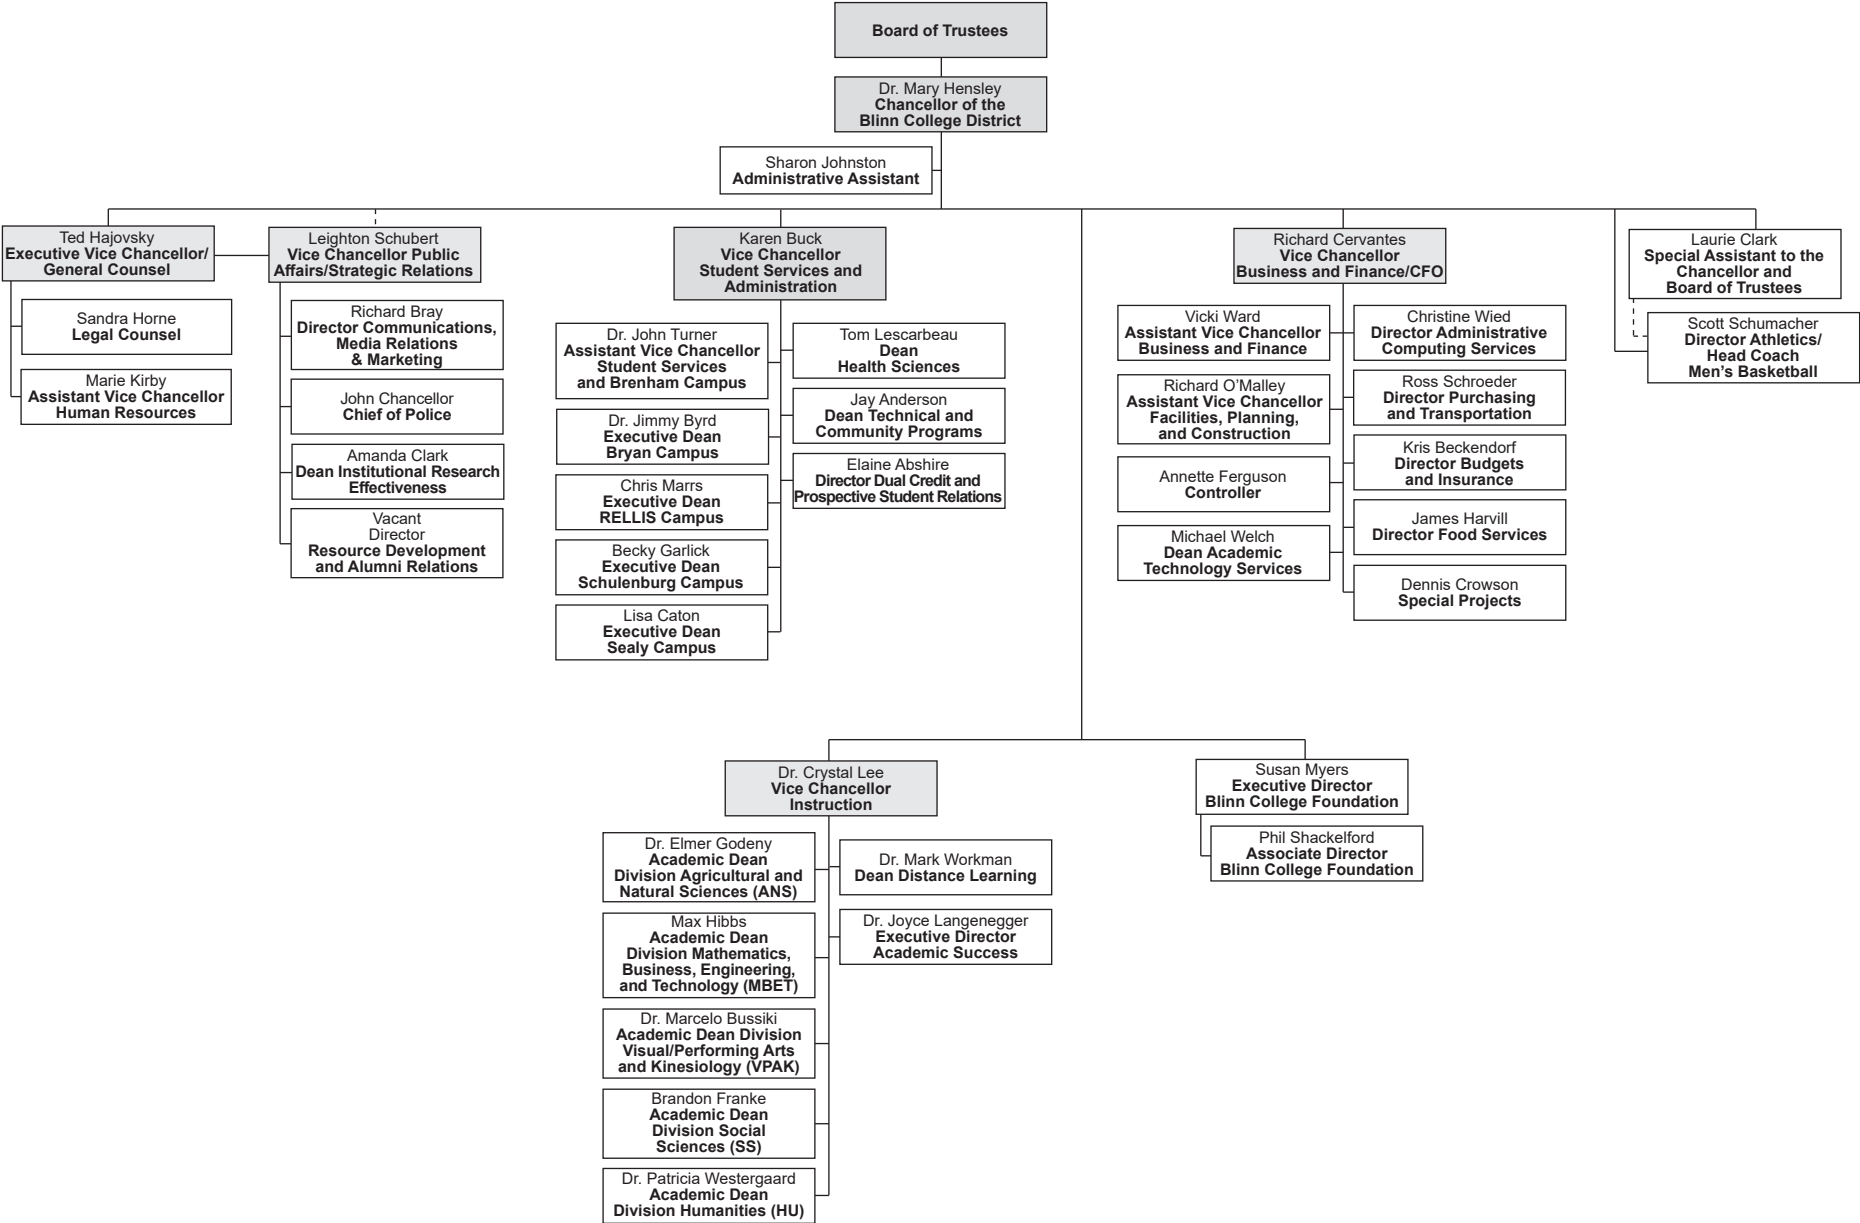 Board of Trustees
Dr. Mary Hensley
Chancellor of the
Blinn College District
Sharon Johnston
Administrative Assistant
Ted Hajovsky
Executive Vice Chancellor/
General Counsel
Sandra Horne
Legal Counsel
Marie Kirby
Assistant Vice Chancellor
Human Resources
Leighton Schubert
Vice Chancellor Public
Affairs/Strategic Relations
Richard Bray
Director Communications,
Media Relations
& Marketing
John Chancellor
Chief of Police
Amanda Clark
Dean Institutional Research
Effectiveness
Vacant
Director
Resource Development
and Alumni Relations
Karen Buck
Vice Chancellor
Student Services and
Administration
Dr. John Turner
Assistant Vice Chancellor
Student Services
and Brenham Campus
Dr. Jimmy Byrd
Executive Dean
Bryan Campus
Chris Marrs
Executive Dean
RELLIS Campus
Becky Garlick
Executive Dean
Schulenburg Campus
Lisa Caton
Executive Dean
Sealy Campus
Tom Lescarbeau
Dean
Health Sciences
Jay Anderson
Dean Technical and
Community Programs
Elaine Abshire
Director Dual Credit and
Prospective Student Relations
Richard Cervantes
Vice Chancellor
Business and Finance/CFO
Vicki Ward
Assistant Vice Chancellor
Business and Finance
Richard O’Malley
Assistant Vice Chancellor
Facilities, Planning,
and Construction
Annette Ferguson
Controller
Michael Welch
Dean Academic
Technology Services
Christine Wied
Director Administrative
Computing Services
Ross Schroeder
Director Purchasing
and Transportation
Kris Beckendorf
Director Budgets
and Insurance
James Harvill
Director Food Services
Dennis Crowson
Special Projects
Laurie Clark
Special Assistant to the
Chancellor and
Board of Trustees
Scott Schumacher
Director Athletics/
Head Coach
Men’s Basketball
Dr. Crystal Lee
Vice Chancellor
Instruction
Dr. Elmer Godeny
Academic Dean
Division Agricultural and
Natural Sciences (ANS)
Max Hibbs
Academic Dean
Division Mathematics,
Business, Engineering,
and Technology (MBET)
Dr. Marcelo Bussiki
Academic Dean Division
Visual/Performing Arts
and Kinesiology (VPAK)
Brandon Franke
Academic Dean
Division Social
Sciences (SS)
Dr. Patricia Westergaard
Academic Dean
Division Humanities (HU)
Dr. Mark Workman
Dean Distance Learning
Dr. Joyce Langenegger
Executive Director
Academic Success
Susan Myers
Executive Director
Blinn College Foundation
Phil Shackelford
Associate Director
Blinn College Foundation